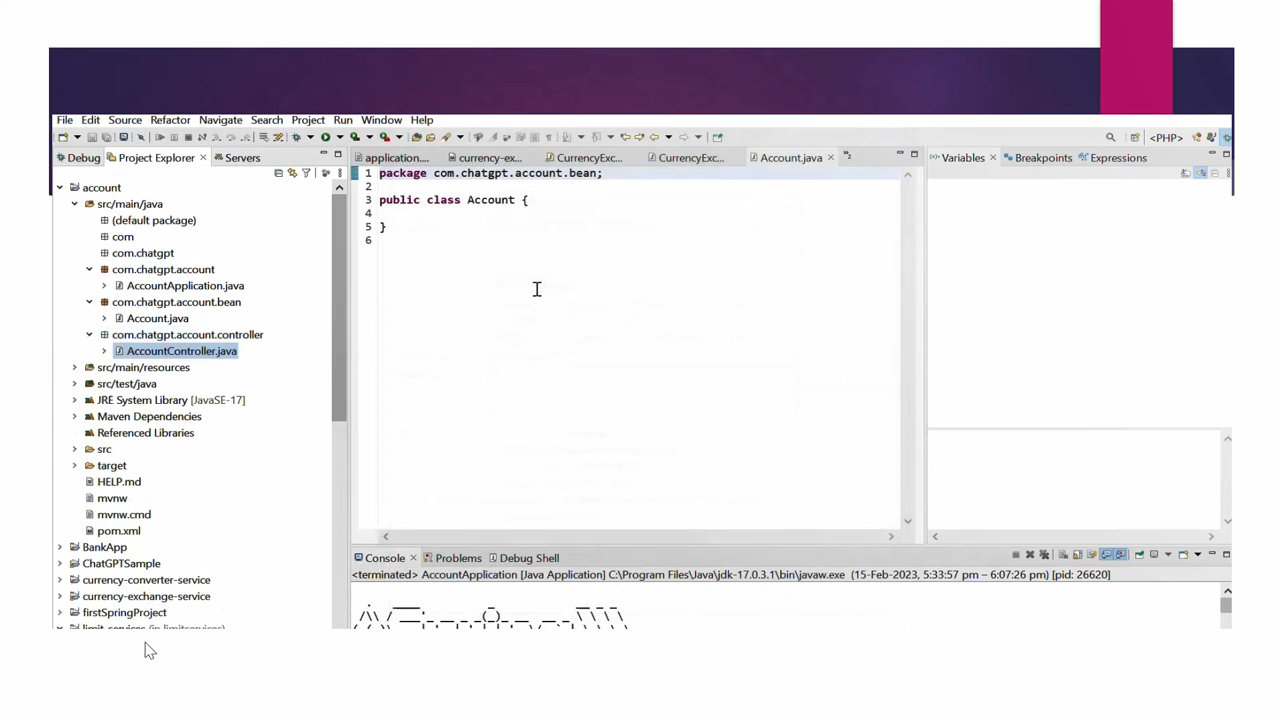 File Edit Source Refactor Navigate Search Project Run Window Help
<PHP>
Debug Project Explorer Servers
application.... currency-ex... CurrencyExc... CurrencyExc... Account.java
Variables Breakpoints Expressions
account
src/main/java
(default package)
com
com.chatgpt
com.chatgpt.account
AccountApplication.java
com.chatgpt.account.bean
Account.java
com.chatgpt.account.controller
AccountController.java
src/main/resources
src/test/java
JRE System Library [JavaSE-17]
Maven Dependencies
Referenced Libraries
src
target
HELP.md
mvnw
mvnw.cmd
pom.xml
BankApp
ChatGPTSample
currency-converter-service
currency-exchange-service
firstSpringProject
limit-services (in limitservices)
1 package com.chatgpt.account.bean;
2
3 public class Account {
4
5 }
6
Console Problems Debug Shell
<terminated> AccountApplication [Java Application] C:\Program Files\Java\jdk-17.0.3.1\bin\javaw.exe (15-Feb-2023, 5:33:57 pm – 6:07:26 pm) [pid: 26620]